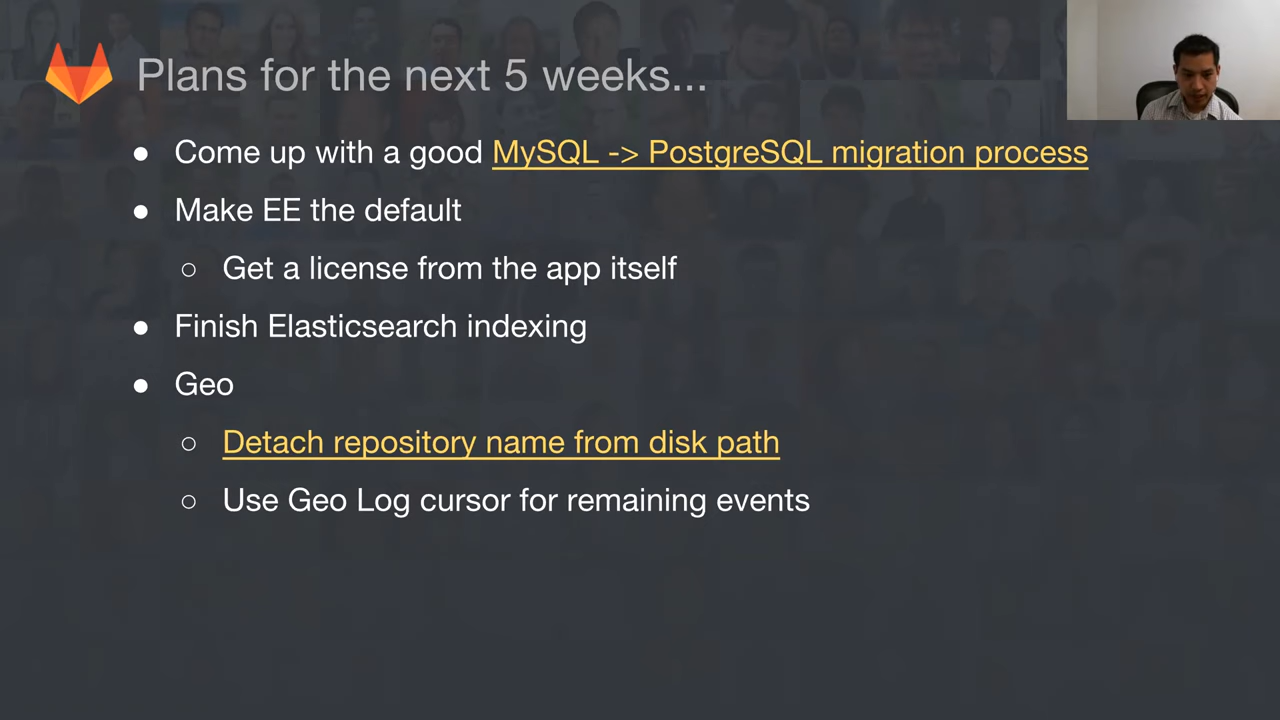 Plans for the next 5 weeks...
● Come up with a good MySQL -> PostgreSQL migration process
● Make EE the default
○ Get a license from the app itself
● Finish Elasticsearch indexing
● Geo
○ Detach repository name from disk path
○ Use Geo Log cursor for remaining events